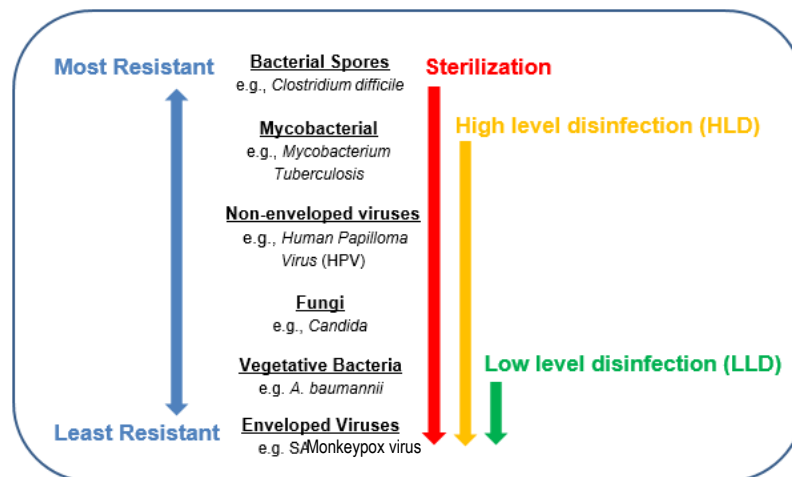 Most Resistant
Bacterial Spores
e.g., Clostridium difficile
Sterilization
Mycobacterial
e.g., Mycobacterium
Tuberculosis
High level disinfection (HLD)
Non-enveloped viruses
e.g., Human Papilloma
Virus (HPV)
Fungi
e.g., Candida
Vegetative Bacteria
e.g. A. baumannii
Low level disinfection (LLD)
Least Resistant
Enveloped Viruses
e.g. SAMonkeypox virus